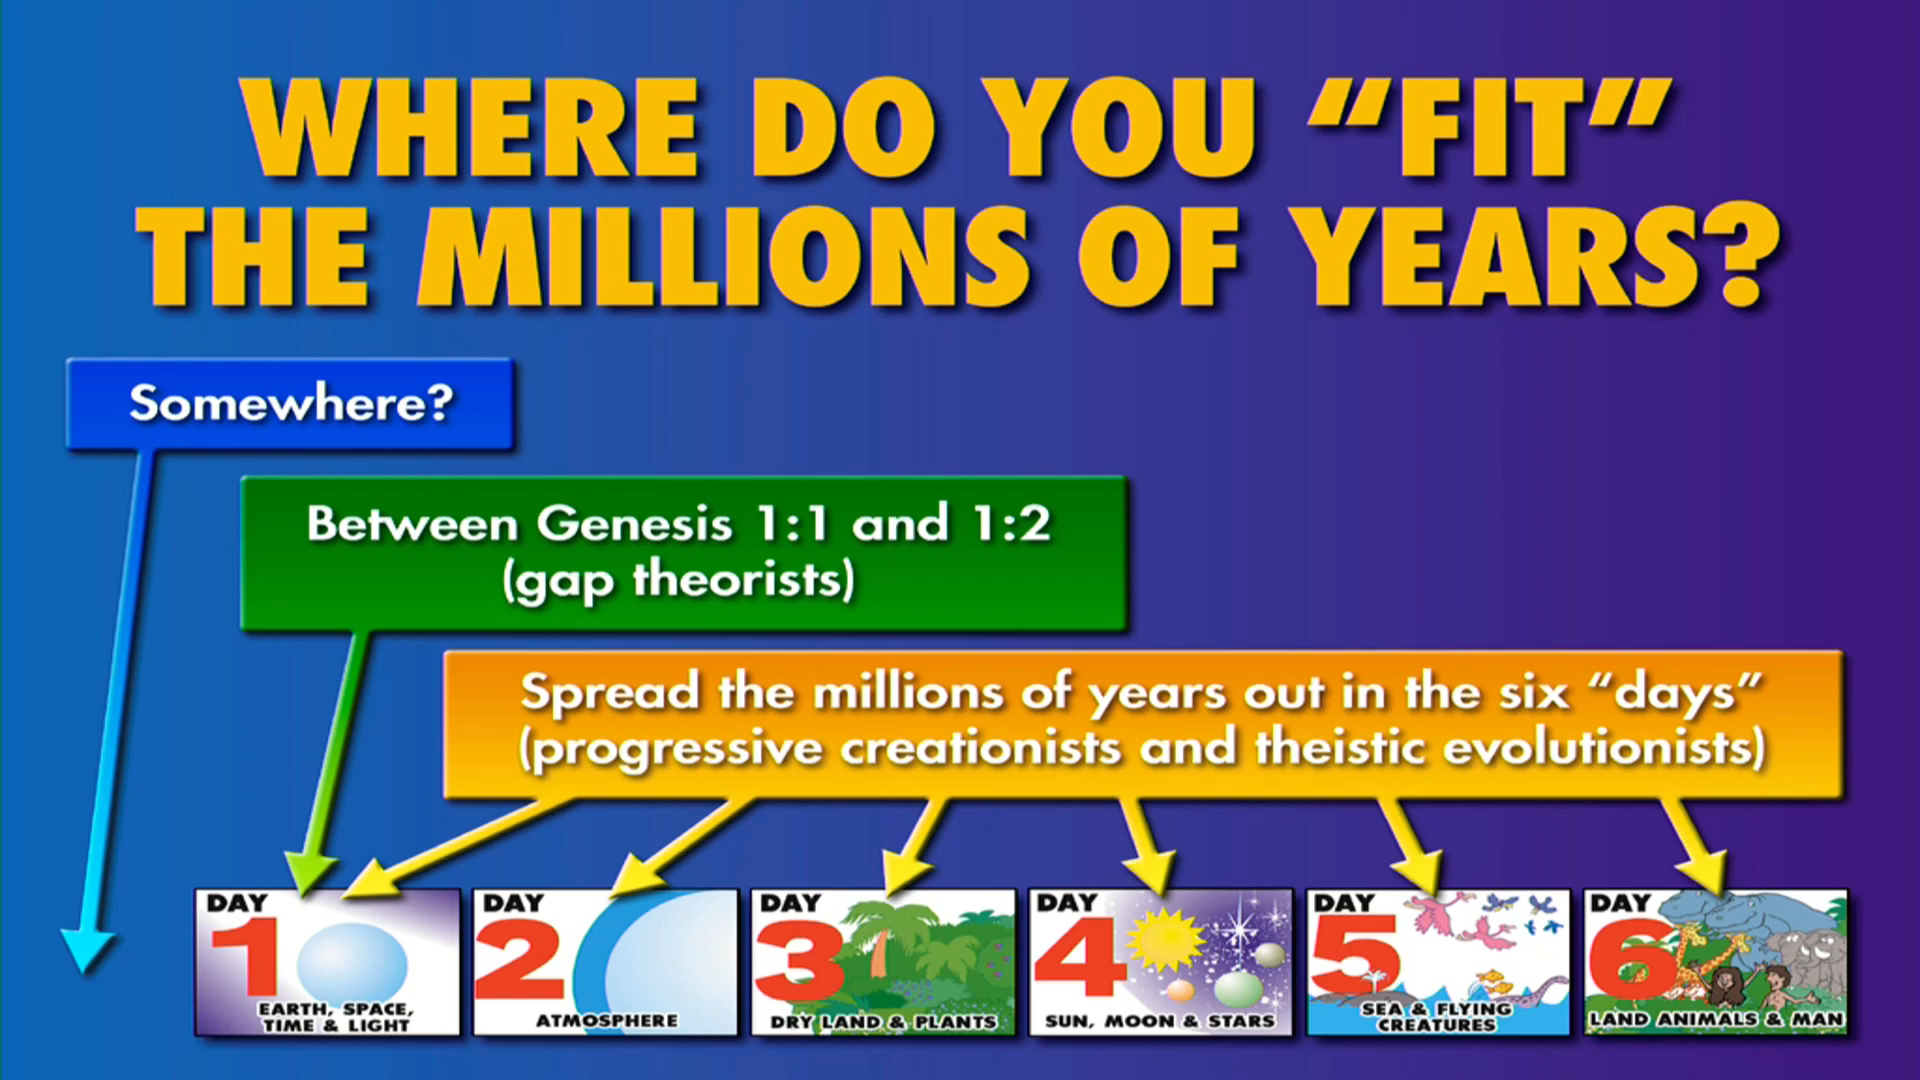 WHERE DO YOU “FIT”
THE MILLIONS OF YEARS?
Somewhere?
Between Genesis 1:1 and 1:2
(gap theorists)
Spread the millions of years out in the six “days”
(progressive creationists and theistic evolutionists)
DAY
1
EARTH, SPACE,
TIME & LIGHT
DAY
2
ATMOSPHERE
DAY
3
DRY LAND & PLANTS
DAY
4
SUN, MOON & STARS
DAY
5
SEA & FLYING
CREATURES
DAY
6
LAND ANIMALS & MAN